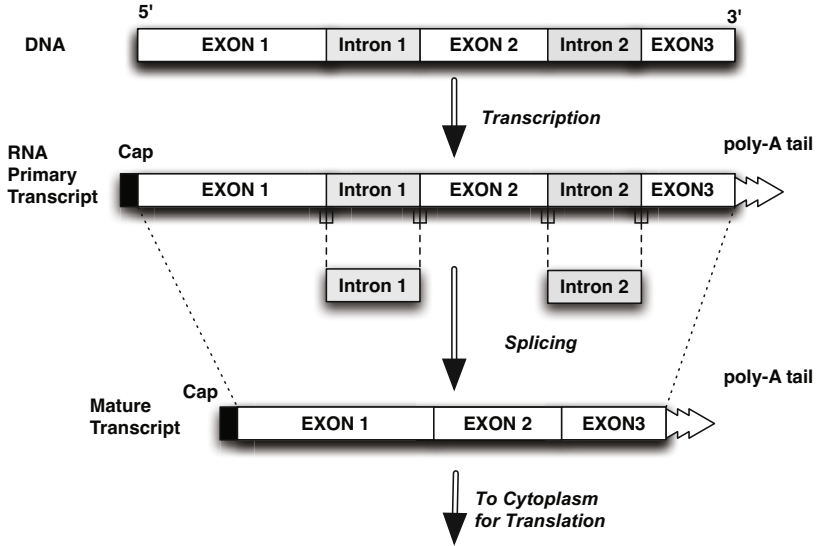 5' 3'
DNA EXON 1 Intron 1 EXON 2 Intron 2 EXON3
Transcription
RNA
Primary
Transcript
Cap
poly-A tail
EXON 1 Intron 1 EXON 2 Intron 2 EXON3
Intron 1 Intron 2
Splicing
Mature
Transcript
Cap
poly-A tail
EXON 1 EXON 2 EXON3
To Cytoplasm
for Translation